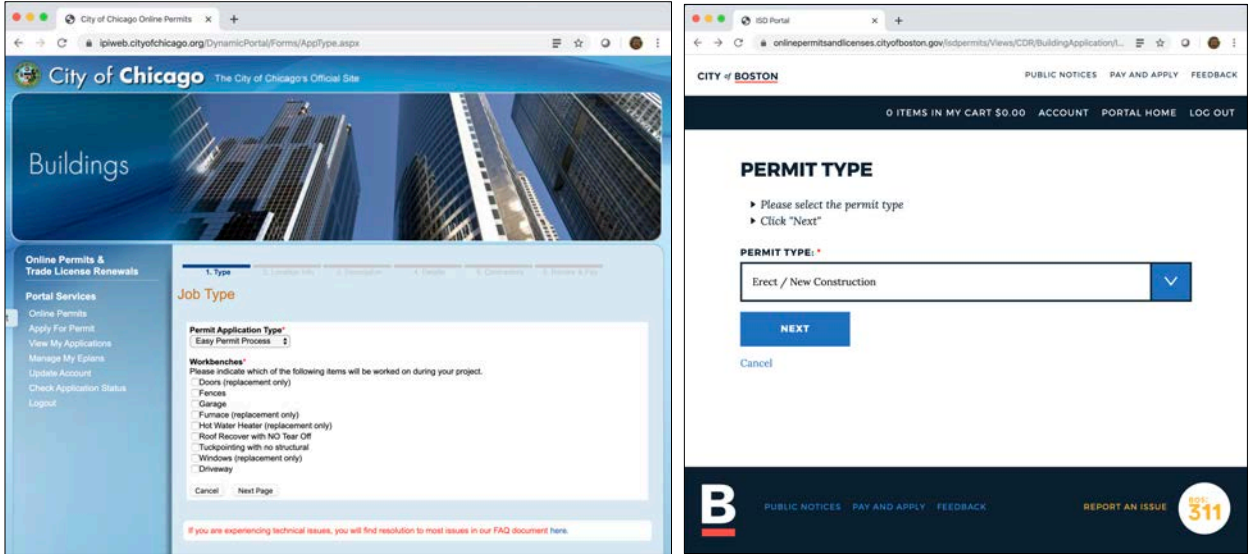 City of Chicago Online Permits
ipiweb.cityofchicago.org/DynamicPortal/Forms/AppType.aspx
City of Chicago The City of Chicago's Official Site
Buildings
Online Permits &
Trade License Renewals
Portal Services
Online Permits
Apply For Permit
View My Applications
Manage My Eplans
Update Account
Check Application Status
Logout
1. Type 2. Location Info 3. Description 4. Details 5. Contractors
Job Type
Permit Application Type*
Easy Permit Process
Workbenches*
Please indicate which of the following items will be worked on during your project.
Doors (replacement only)
Fences
Garage
Furnace (replacement only)
Hot Water Heater (replacement only)
Roof Recover with NO Tear Off
Tuckpointing with no structural
Windows (replacement only)
Driveway
Cancel Next Page
If you are experiencing technical issues, you will find resolution to most issues in our FAQ document here.
ISD Portal
onlinepermitsandlicenses.cityofboston.gov/isdpermits/Views/CDR/BuildingApplication/I...
CITY of BOSTON
PUBLIC NOTICES PAY AND APPLY FEEDBACK
0 ITEMS IN MY CART $0.00 ACCOUNT PORTAL HOME LOG OUT
PERMIT TYPE
Please select the permit type
Click "Next"
PERMIT TYPE: *
Erect / New Construction
NEXT
Cancel
B
PUBLIC NOTICES PAY AND APPLY FEEDBACK
REPORT AN ISSUE
BOS:
311